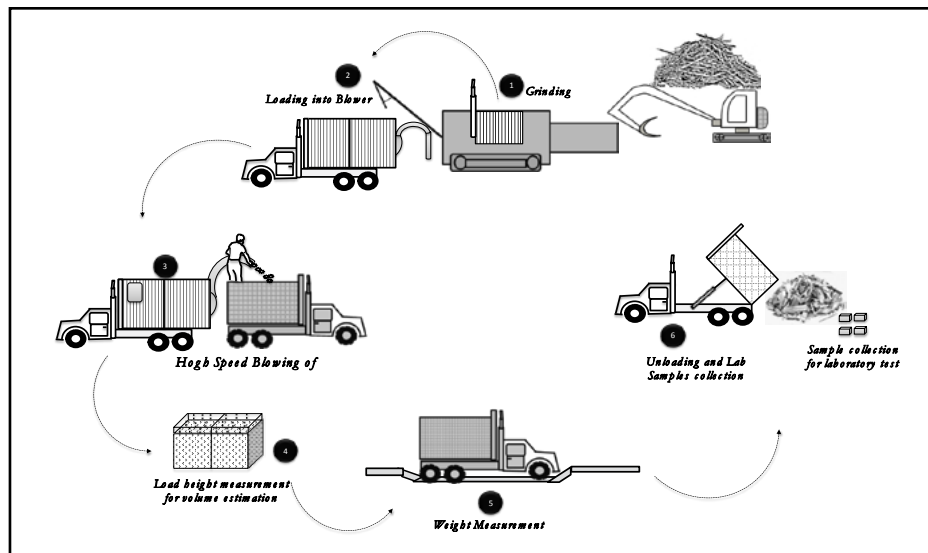 1
Grinding
2
Loading into Blower
3
Hogh Speed Blowing of
4
Load height measurement
for volume estimation
5
Weight Measurement
6
Unloading and Lab
Samples collection
Sample collection
for laboratory test